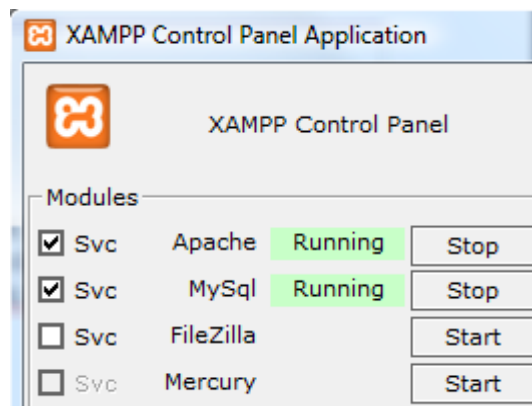 XAMPP Control Panel Application
XAMPP Control Panel
Modules
Svc Apache Running Stop
Svc MySql Running Stop
Svc FileZilla Start
Svc Mercury Start